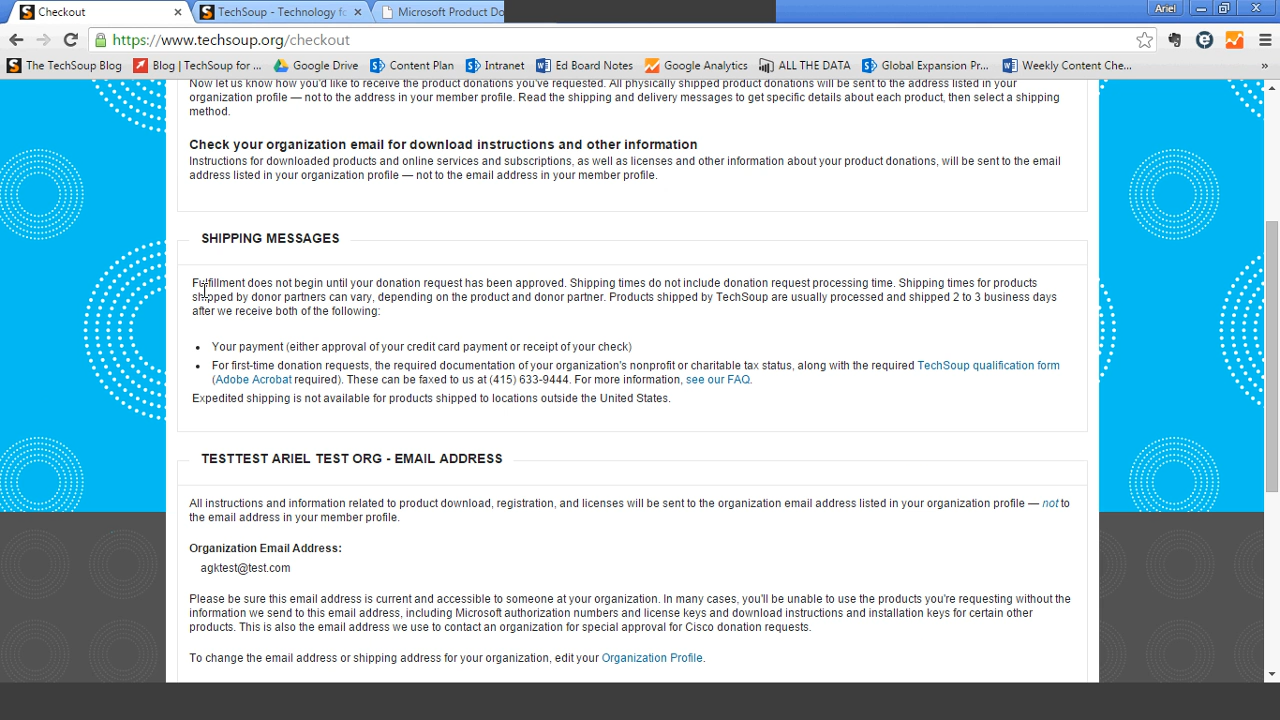 Checkout
TechSoup - Technology fo
Microsoft Product Do
Ariel
https://www.techsoup.org/checkout
The TechSoup Blog
Blog | TechSoup for ...
Google Drive
Content Plan
Intranet
Ed Board Notes
Google Analytics
ALL THE DATA
Global Expansion Pr...
Weekly Content Che...
»
Now let us know how you'd like to receive the product donations you've requested. All physically shipped product donations will be sent to the address listed in your
organization profile — not to the address in your member profile. Read the shipping and delivery messages to get specific details about each product, then select a shipping
method.
Check your organization email for download instructions and other information
Instructions for downloaded products and online services and subscriptions, as well as licenses and other information about your product donations, will be sent to the email
address listed in your organization profile — not to the email address in your member profile.
SHIPPING MESSAGES
Fulfillment does not begin until your donation request has been approved. Shipping times do not include donation request processing time. Shipping times for products
shipped by donor partners can vary, depending on the product and donor partner. Products shipped by TechSoup are usually processed and shipped 2 to 3 business days
after we receive both of the following:
• Your payment (either approval of your credit card payment or receipt of your check)
• For first-time donation requests, the required documentation of your organization's nonprofit or charitable tax status, along with the required TechSoup qualification form
(Adobe Acrobat required). These can be faxed to us at (415) 633-9444. For more information, see our FAQ.
Expedited shipping is not available for products shipped to locations outside the United States.
TESTTEST ARIEL TEST ORG - EMAIL ADDRESS
All instructions and information related to product download, registration, and licenses will be sent to the organization email address listed in your organization profile — not to
the email address in your member profile.
Organization Email Address:
agktest@test.com
Please be sure this email address is current and accessible to someone at your organization. In many cases, you'll be unable to use the products you're requesting without the
information we send to this email address, including Microsoft authorization numbers and license keys and download instructions and installation keys for certain other
products. This is also the email address we use to contact an organization for special approval for Cisco donation requests.
To change the email address or shipping address for your organization, edit your Organization Profile.